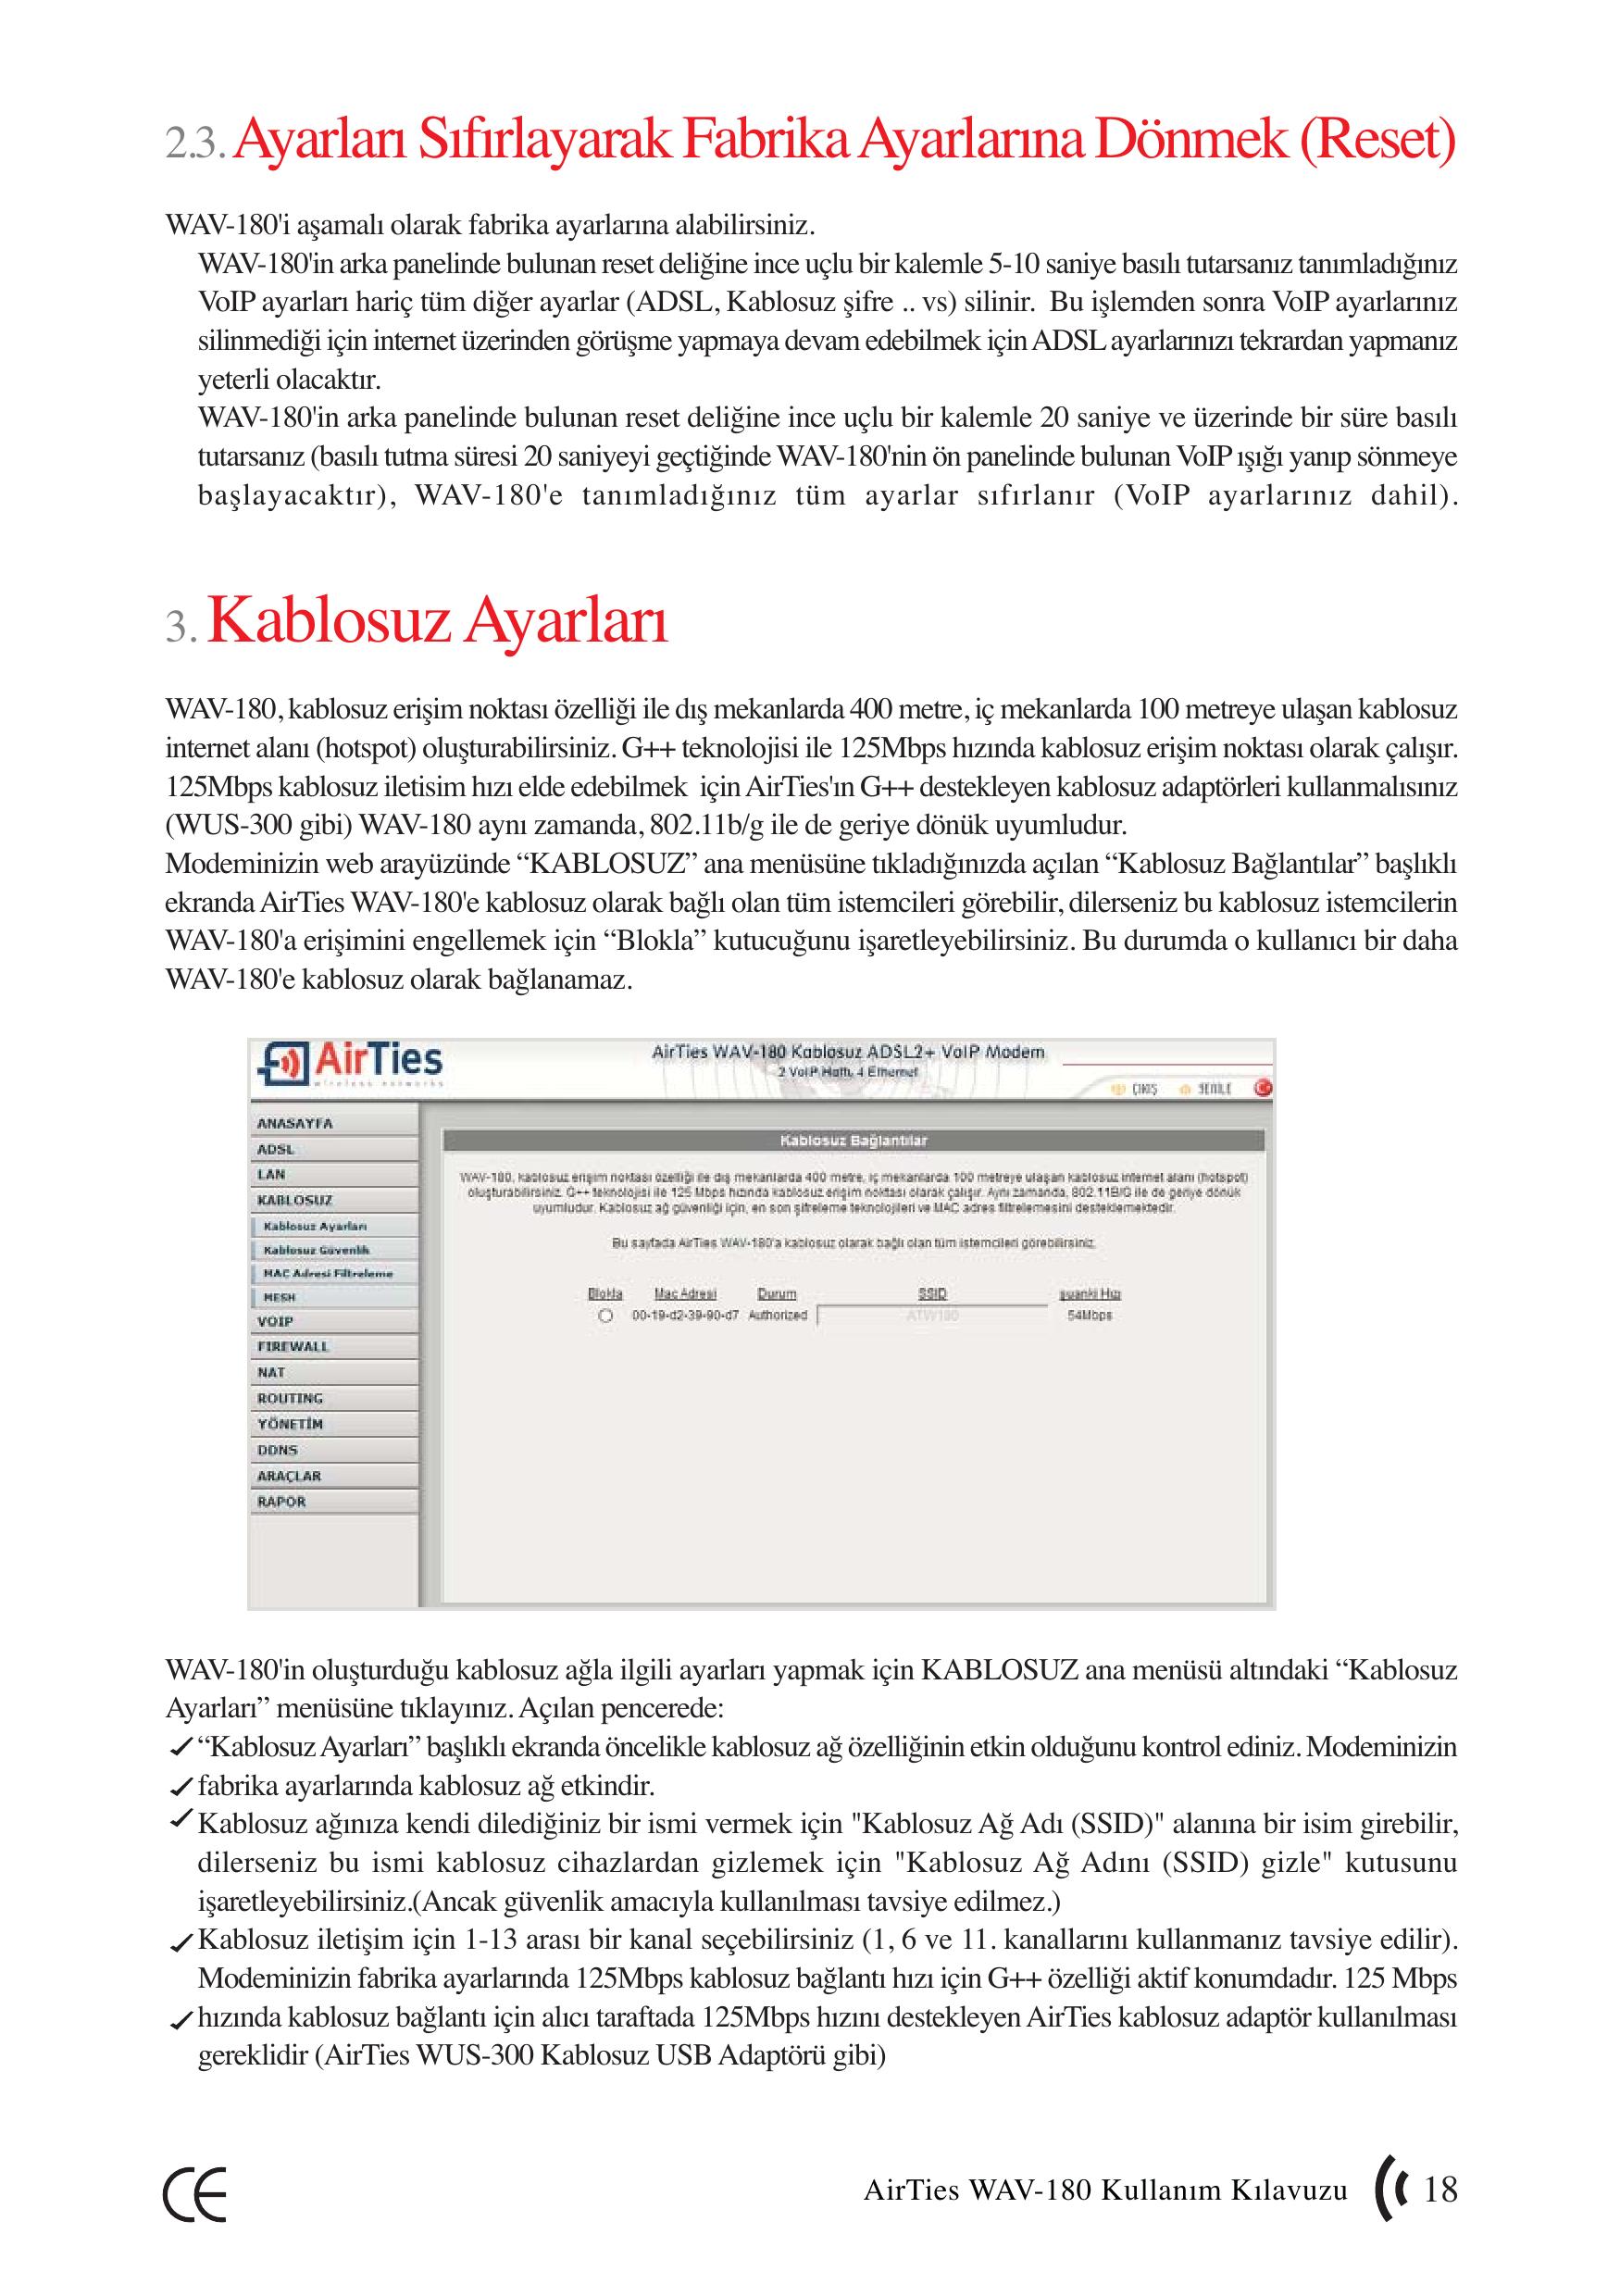 2.3. Ayarları Sıfırlayarak Fabrika Ayarlarına Dönmek (Reset)
WAV-180'i aşamalı olarak fabrika ayarlarına alabilirsiniz.
WAV-180'in arka panelinde bulunan reset deliğine ince uçlu bir kalemle 5-10 saniye basılı tutarsanız tanımladığınız
VoIP ayarları hariç tüm diğer ayarlar (ADSL, Kablosuz şifre .. vs) silinir. Bu işlemden sonra VoIP ayarlarınız
silinmediği için internet üzerinden görüşme yapmaya devam edebilmek için ADSL ayarlarınızı tekrardan yapmanız
yeterli olacaktır.
WAV-180'in arka panelinde bulunan reset deliğine ince uçlu bir kalemle 20 saniye ve üzerinde bir süre basılı
tutarsanız (basılı tutma süresi 20 saniyeyi geçtiğinde WAV-180'nin ön panelinde bulunan VoIP ışığı yanıp sönmeye
başlayacaktır), WAV-180'e tanımladığınız tüm ayarlar sıfırlanır (VoIP ayarlarınız dahil).
3. Kablosuz Ayarları
WAV-180, kablosuz erişim noktası özelliği ile dış mekanlarda 400 metre, iç mekanlarda 100 metreye ulaşan kablosuz
internet alanı (hotspot) oluşturabilirsiniz. G++ teknolojisi ile 125Mbps hızında kablosuz erişim noktası olarak çalışır.
125Mbps kablosuz iletisim hızı elde edebilmek için AirTies'ın G++ destekleyen kablosuz adaptörleri kullanmalısınız
(WUS-300 gibi) WAV-180 aynı zamanda, 802.11b/g ile de geriye dönük uyumludur.
Modeminizin web arayüzünde “KABLOSUZ” ana menüsüne tıkladığınızda açılan “Kablosuz Bağlantılar” başlıklı
ekranda AirTies WAV-180'e kablosuz olarak bağlı olan tüm istemcileri görebilir, dilerseniz bu kablosuz istemcilerin
WAV-180'a erişimini engellemek için “Blokla” kutucuğunu işaretleyebilirsiniz. Bu durumda o kullanıcı bir daha
WAV-180'e kablosuz olarak bağlanamaz.
AirTies
wireless networks
AirTies WAV-180 Kablosuz ADSL2+ VoIP Modem
2 VoIP Hattı, 4 Ethernet
ÇIKIŞ YENİLE
ANASAYFA
ADSL
LAN
KABLOSUZ
Kablosuz Ayarları
Kablosuz Güvenlik
MAC Adresi Filtreleme
MESH
VOIP
FIREWALL
NAT
ROUTING
YÖNETİM
DDNS
ARAÇLAR
RAPOR
Kablosuz Bağlantılar
WAV-180, kablosuz erişim noktası özelliği ile dış mekanlarda 400 metre, iç mekanlarda 100 metreye ulaşan kablosuz internet alanı (hotspot)
oluşturabilirsiniz. G++ teknolojisi ile 125 Mbps hızında kablosuz erişim noktası olarak çalışır. Aynı zamanda, 802.11B/G ile de geriye dönük
uyumludur. Kablosuz ağ güvenliği için, en son şifreleme teknolojileri ve MAC adres filtrelemesini desteklemektedir.
Bu sayfada AirTies WAV-180'a kablosuz olarak bağlı olan tüm istemcileri görebilirsiniz.
Blokla Mac Adresi Durum SSID şuanki Hız
00-19-d2-39-90-d7 Authorized ATW180 54Mbps
WAV-180'in oluşturduğu kablosuz ağla ilgili ayarları yapmak için KABLOSUZ ana menüsü altındaki “Kablosuz
Ayarları” menüsüne tıklayınız. Açılan pencerede:
✓ “Kablosuz Ayarları” başlıklı ekranda öncelikle kablosuz ağ özelliğinin etkin olduğunu kontrol ediniz. Modeminizin
✓ fabrika ayarlarında kablosuz ağ etkindir.
✓ Kablosuz ağınıza kendi dilediğiniz bir ismi vermek için "Kablosuz Ağ Adı (SSID)" alanına bir isim girebilir,
dilerseniz bu ismi kablosuz cihazlardan gizlemek için "Kablosuz Ağ Adını (SSID) gizle" kutusunu
işaretleyebilirsiniz.(Ancak güvenlik amacıyla kullanılması tavsiye edilmez.)
✓ Kablosuz iletişim için 1-13 arası bir kanal seçebilirsiniz (1, 6 ve 11. kanallarını kullanmanız tavsiye edilir).
Modeminizin fabrika ayarlarında 125Mbps kablosuz bağlantı hızı için G++ özelliği aktif konumdadır. 125 Mbps
✓ hızında kablosuz bağlantı için alıcı taraftada 125Mbps hızını destekleyen AirTies kablosuz adaptör kullanılması
gereklidir (AirTies WUS-300 Kablosuz USB Adaptörü gibi)
CE
AirTies WAV-180 Kullanım Kılavuzu 18